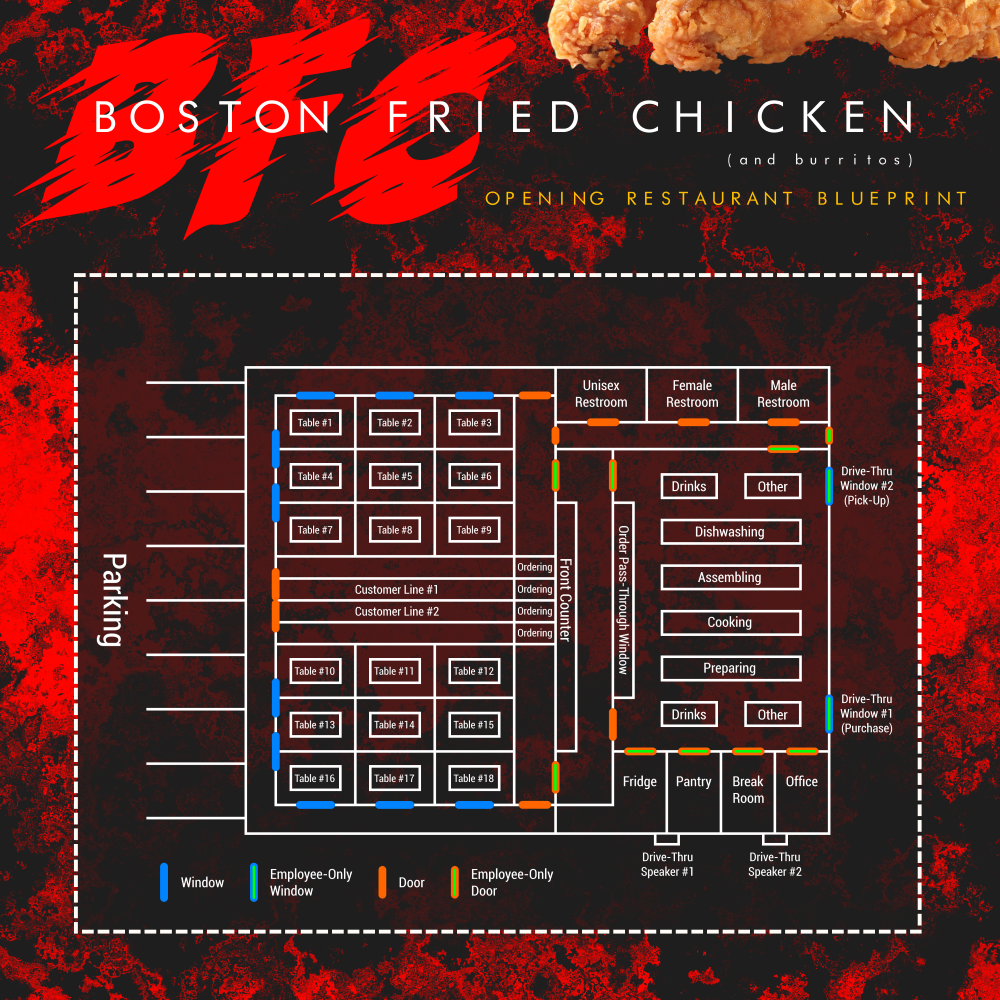 BFC
BOSTON FRIED CHICKEN
(and burritos)
OPENING RESTAURANT BLUEPRINT
Parking
Table #1
Table #2
Table #3
Table #4
Table #5
Table #6
Table #7
Table #8
Table #9
Customer Line #1
Customer Line #2
Ordering
Ordering
Ordering
Ordering
Table #10
Table #11
Table #12
Table #13
Table #14
Table #15
Table #16
Table #17
Table #18
Front Counter
Order Pass-Through Window
Unisex
Restroom
Female
Restroom
Male
Restroom
Drinks
Other
Dishwashing
Assembling
Cooking
Preparing
Drinks
Other
Fridge
Pantry
Break
Room
Office
Drive-Thru
Window #2
(Pick-Up)
Drive-Thru
Window #1
(Purchase)
Drive-Thru
Speaker #1
Drive-Thru
Speaker #2
Window
Employee-Only
Window
Door
Employee-Only
Door